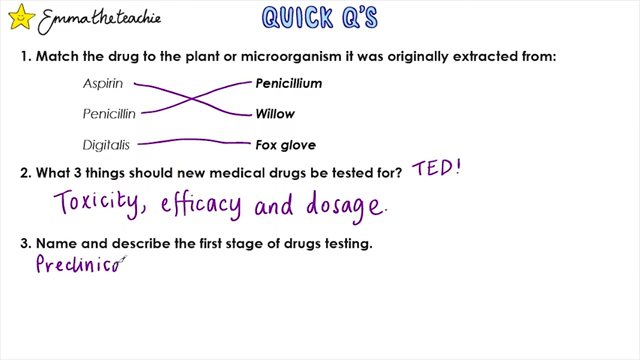 Emmatheteachie
QUICK Q'S
1. Match the drug to the plant or microorganism it was originally extracted from:
Aspirin Penicillium
Penicillin Willow
Digitalis Fox glove
2. What 3 things should new medical drugs be tested for? TED!
Toxicity, efficacy and dosage.
3. Name and describe the first stage of drugs testing.
Preclinica